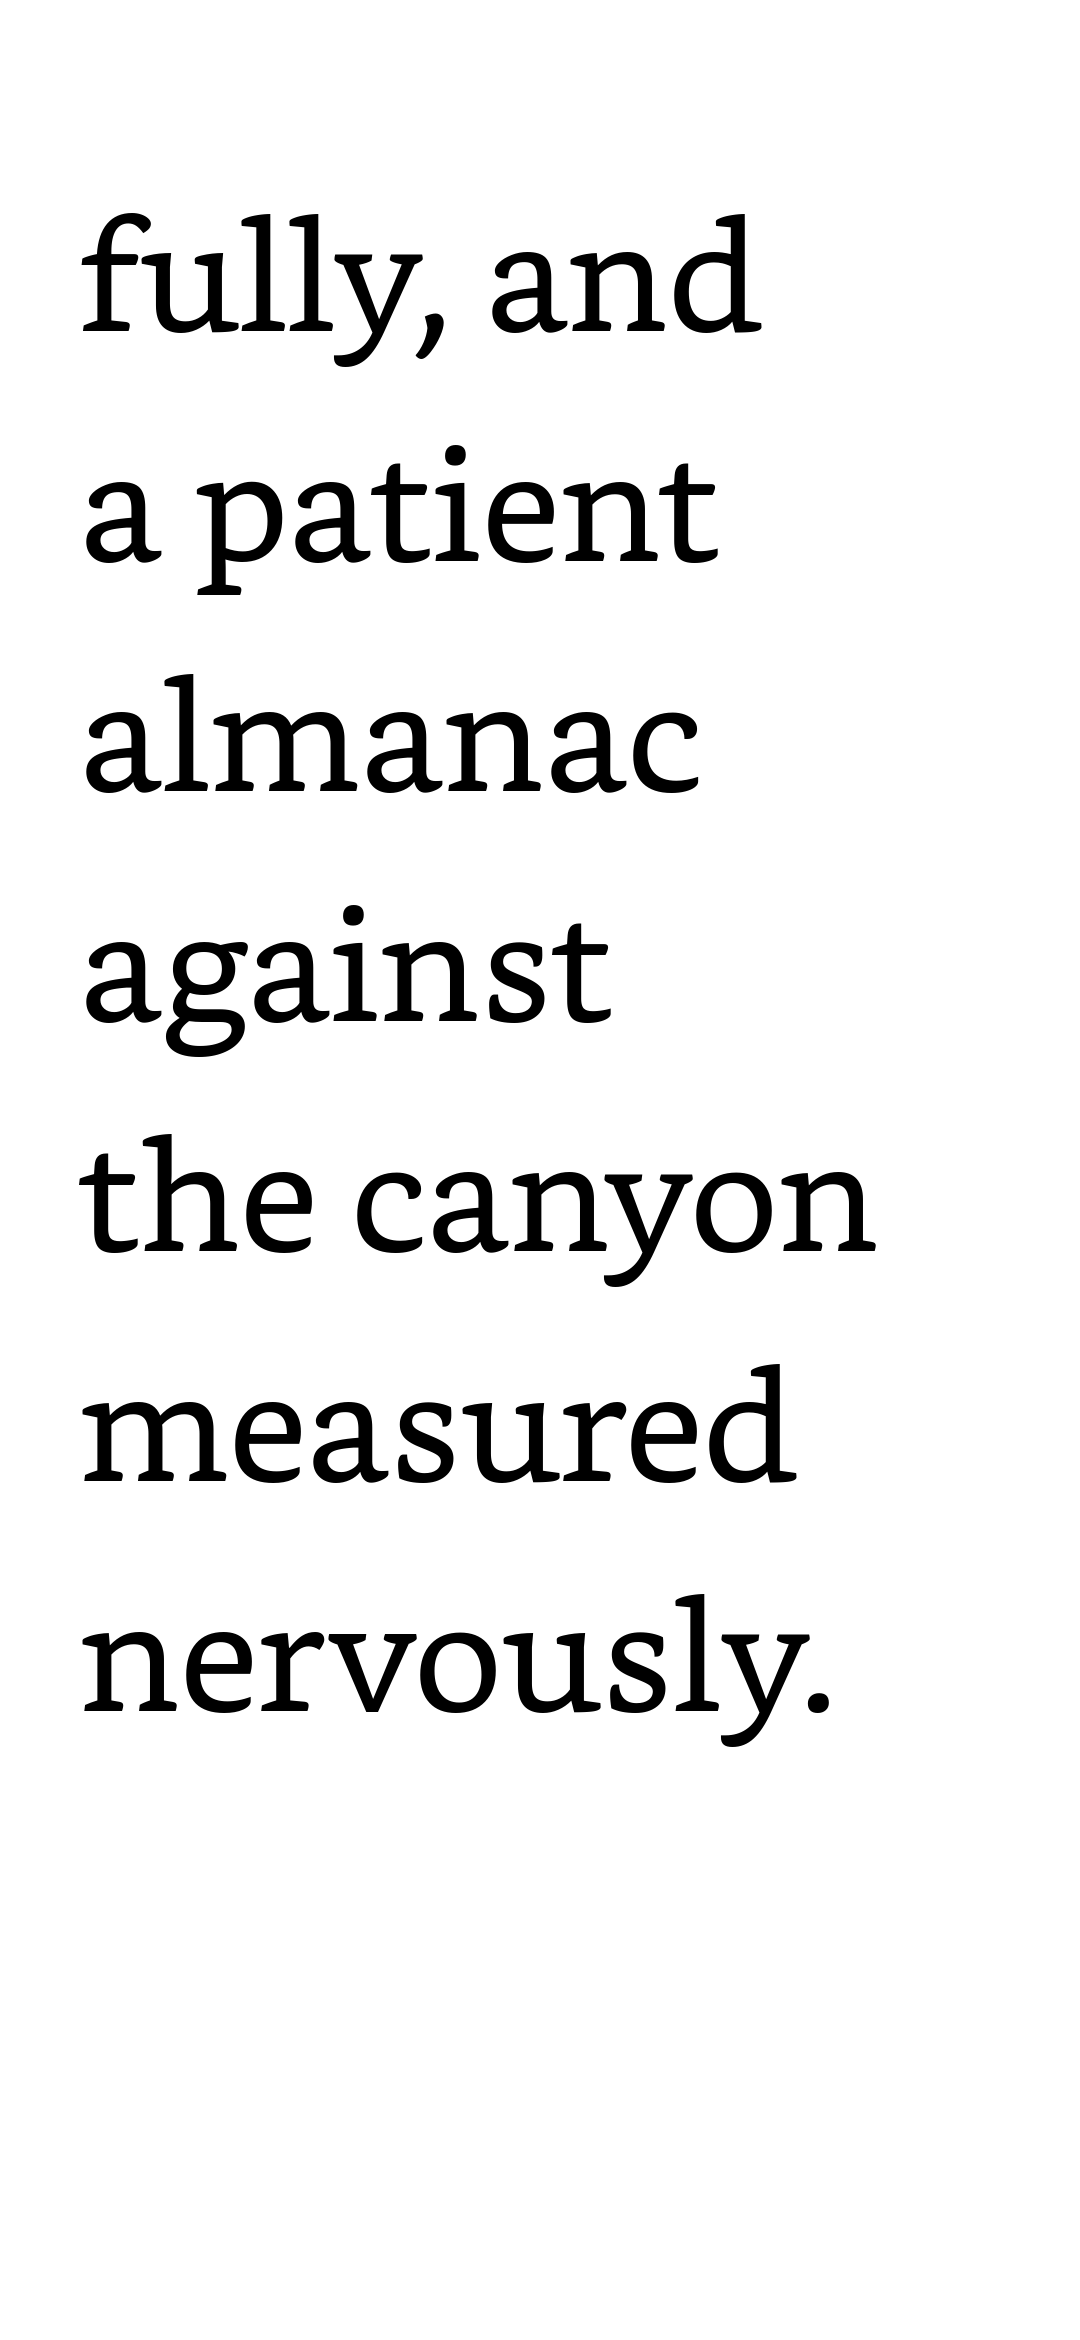 fully, and
a patient
almanac
against
the canyon
measured
nervously.